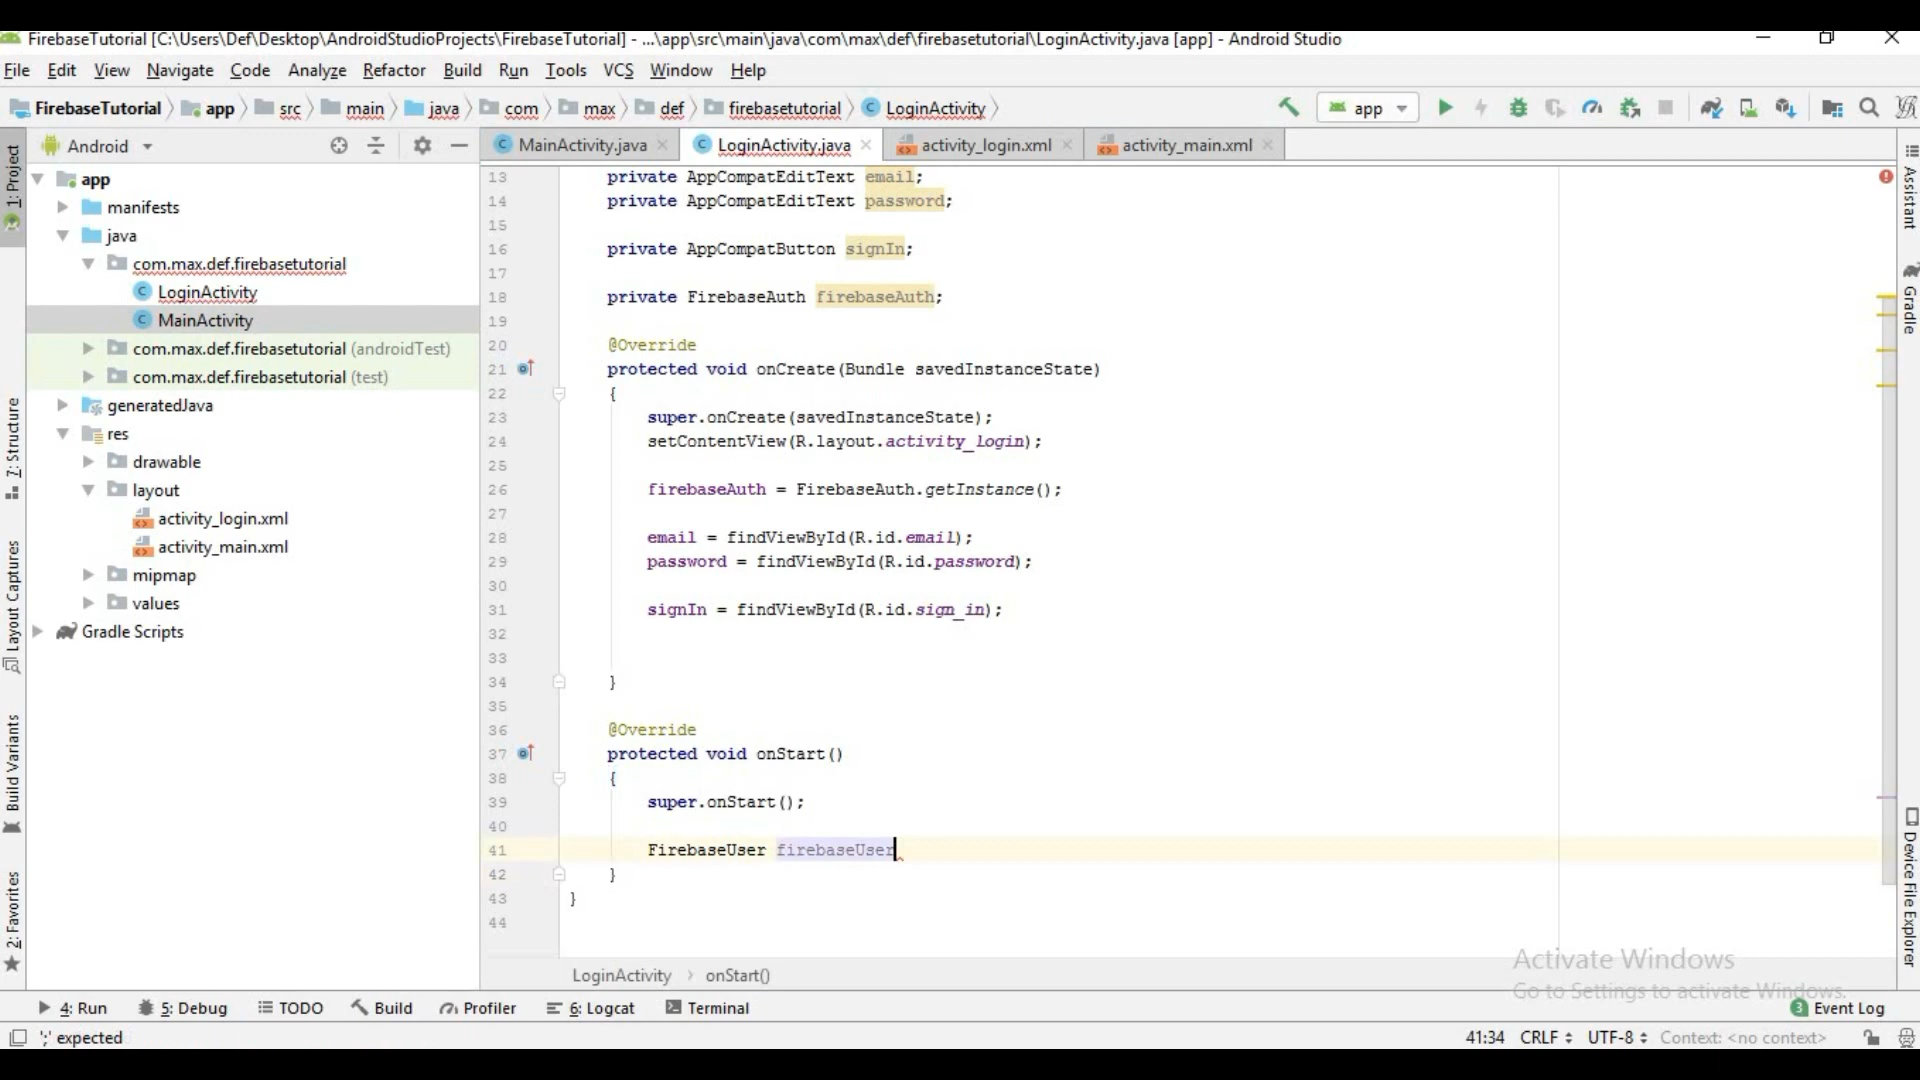 FirebaseTutorial [C:\Users\Def\Desktop\AndroidStudioProjects\FirebaseTutorial] - ...\app\src\main\java\com\max\def\firebasetutorial\LoginActivity.java [app] - Android Studio
File Edit View Navigate Code Analyze Refactor Build Run Tools VCS Window Help
FirebaseTutorial app src main java com max def firebasetutorial LoginActivity app
1: Project
7: Structure
Layout Captures
Build Variants
2: Favorites
Android
app
manifests
java
com.max.def.firebasetutorial
LoginActivity
MainActivity
com.max.def.firebasetutorial (androidTest)
com.max.def.firebasetutorial (test)
generatedJava
res
drawable
layout
activity_login.xml
activity_main.xml
mipmap
values
Gradle Scripts
MainActivity.java LoginActivity.java activity_login.xml activity_main.xml
13 private AppCompatEditText email;
14 private AppCompatEditText password;
15
16 private AppCompatButton signIn;
17
18 private FirebaseAuth firebaseAuth;
19
20 @Override
21 protected void onCreate(Bundle savedInstanceState)
22 {
23 super.onCreate(savedInstanceState);
24 setContentView(R.layout.activity_login);
25
26 firebaseAuth = FirebaseAuth.getInstance();
27
28 email = findViewById(R.id.email);
29 password = findViewById(R.id.password);
30
31 signIn = findViewById(R.id.sign_in);
32
33
34 }
35
36 @Override
37 protected void onStart()
38 {
39 super.onStart();
40
41 FirebaseUser firebaseUser
42 }
43 }
44
LoginActivity onStart()
Assistant
Gradle
Device File Explorer
Activate Windows
Go to Settings to activate Windows.
4: Run 5: Debug TODO Build Profiler 6: Logcat Terminal 3 Event Log
';' expected 41:34 CRLF UTF-8 Context: <no context>